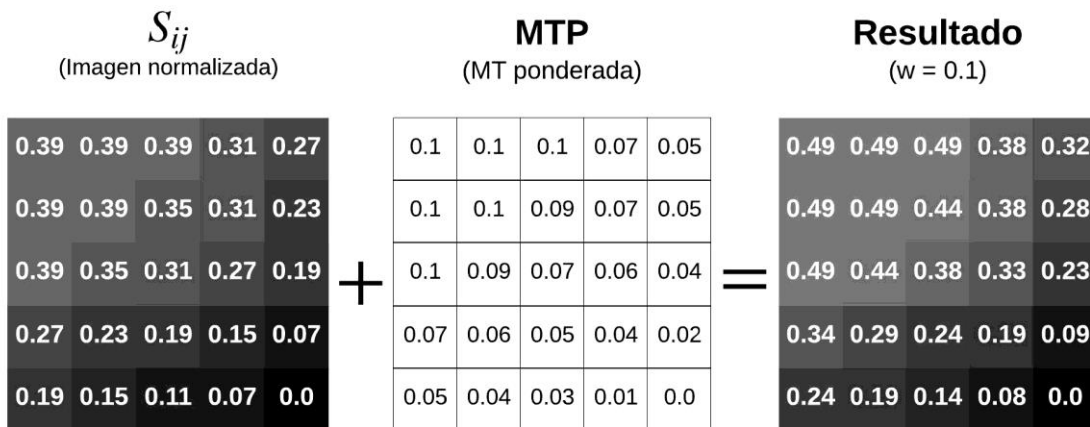 S_{ij} MTP Resultado
(Imagen normalizada) (MT ponderada) (w = 0.1)
0.39 0.39 0.39 0.31 0.27 0.1 0.1 0.1 0.07 0.05 0.49 0.49 0.49 0.38 0.32
0.39 0.39 0.35 0.31 0.23 0.1 0.1 0.09 0.07 0.05 0.49 0.49 0.44 0.38 0.28
0.39 0.35 0.31 0.27 0.19 + 0.1 0.09 0.07 0.06 0.04 = 0.49 0.44 0.38 0.33 0.23
0.27 0.23 0.19 0.15 0.07 0.07 0.06 0.05 0.04 0.02 0.34 0.29 0.24 0.19 0.09
0.19 0.15 0.11 0.07 0.0 0.05 0.04 0.03 0.01 0.0 0.24 0.19 0.14 0.08 0.0